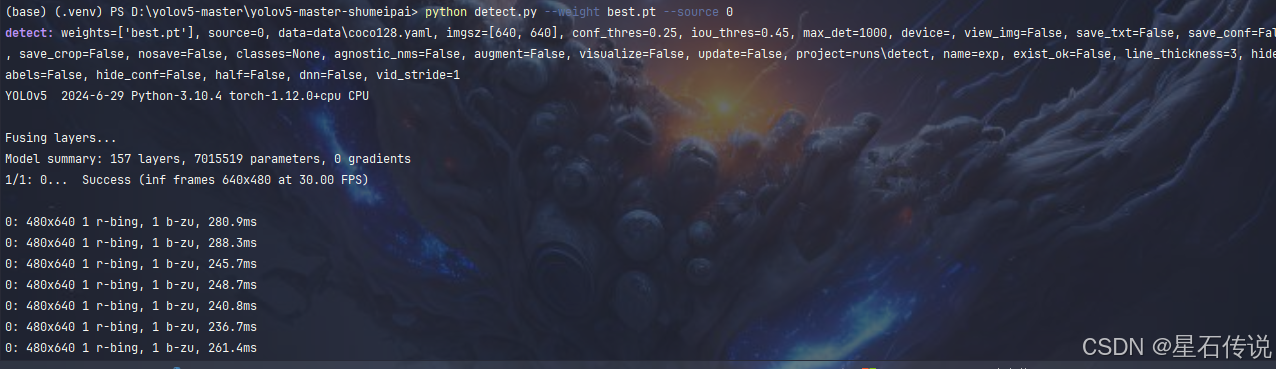 (base) (.venv) PS D:\yolov5-master\yolov5-master-shumeipai> python detect.py --weight best.pt --source 0
detect: weights=['best.pt'], source=0, data=data\coco128.yaml, imgsz=[640, 640], conf_thres=0.25, iou_thres=0.45, max_det=1000, device=, view_img=False, save_txt=False, save_conf=Fal
, save_crop=False, nosave=False, classes=None, agnostic_nms=False, augment=False, visualize=False, update=False, project=runs\detect, name=exp, exist_ok=False, line_thickness=3, hide
abels=False, hide_conf=False, half=False, dnn=False, vid_stride=1
YOLOv5  2024-6-29 Python-3.10.4 torch-1.12.0+cpu CPU
Fusing layers...
Model summary: 157 layers, 7015519 parameters, 0 gradients
1/1: 0...  Success (inf frames 640x480 at 30.00 FPS)
0: 480x640 1 r-bing, 1 b-zu, 280.9ms
0: 480x640 1 r-bing, 1 b-zu, 288.3ms
0: 480x640 1 r-bing, 1 b-zu, 245.7ms
0: 480x640 1 r-bing, 1 b-zu, 248.7ms
0: 480x640 1 r-bing, 1 b-zu, 240.8ms
0: 480x640 1 r-bing, 1 b-zu, 236.7ms
0: 480x640 1 r-bing, 1 b-zu, 261.4ms
CSDN @星石传说